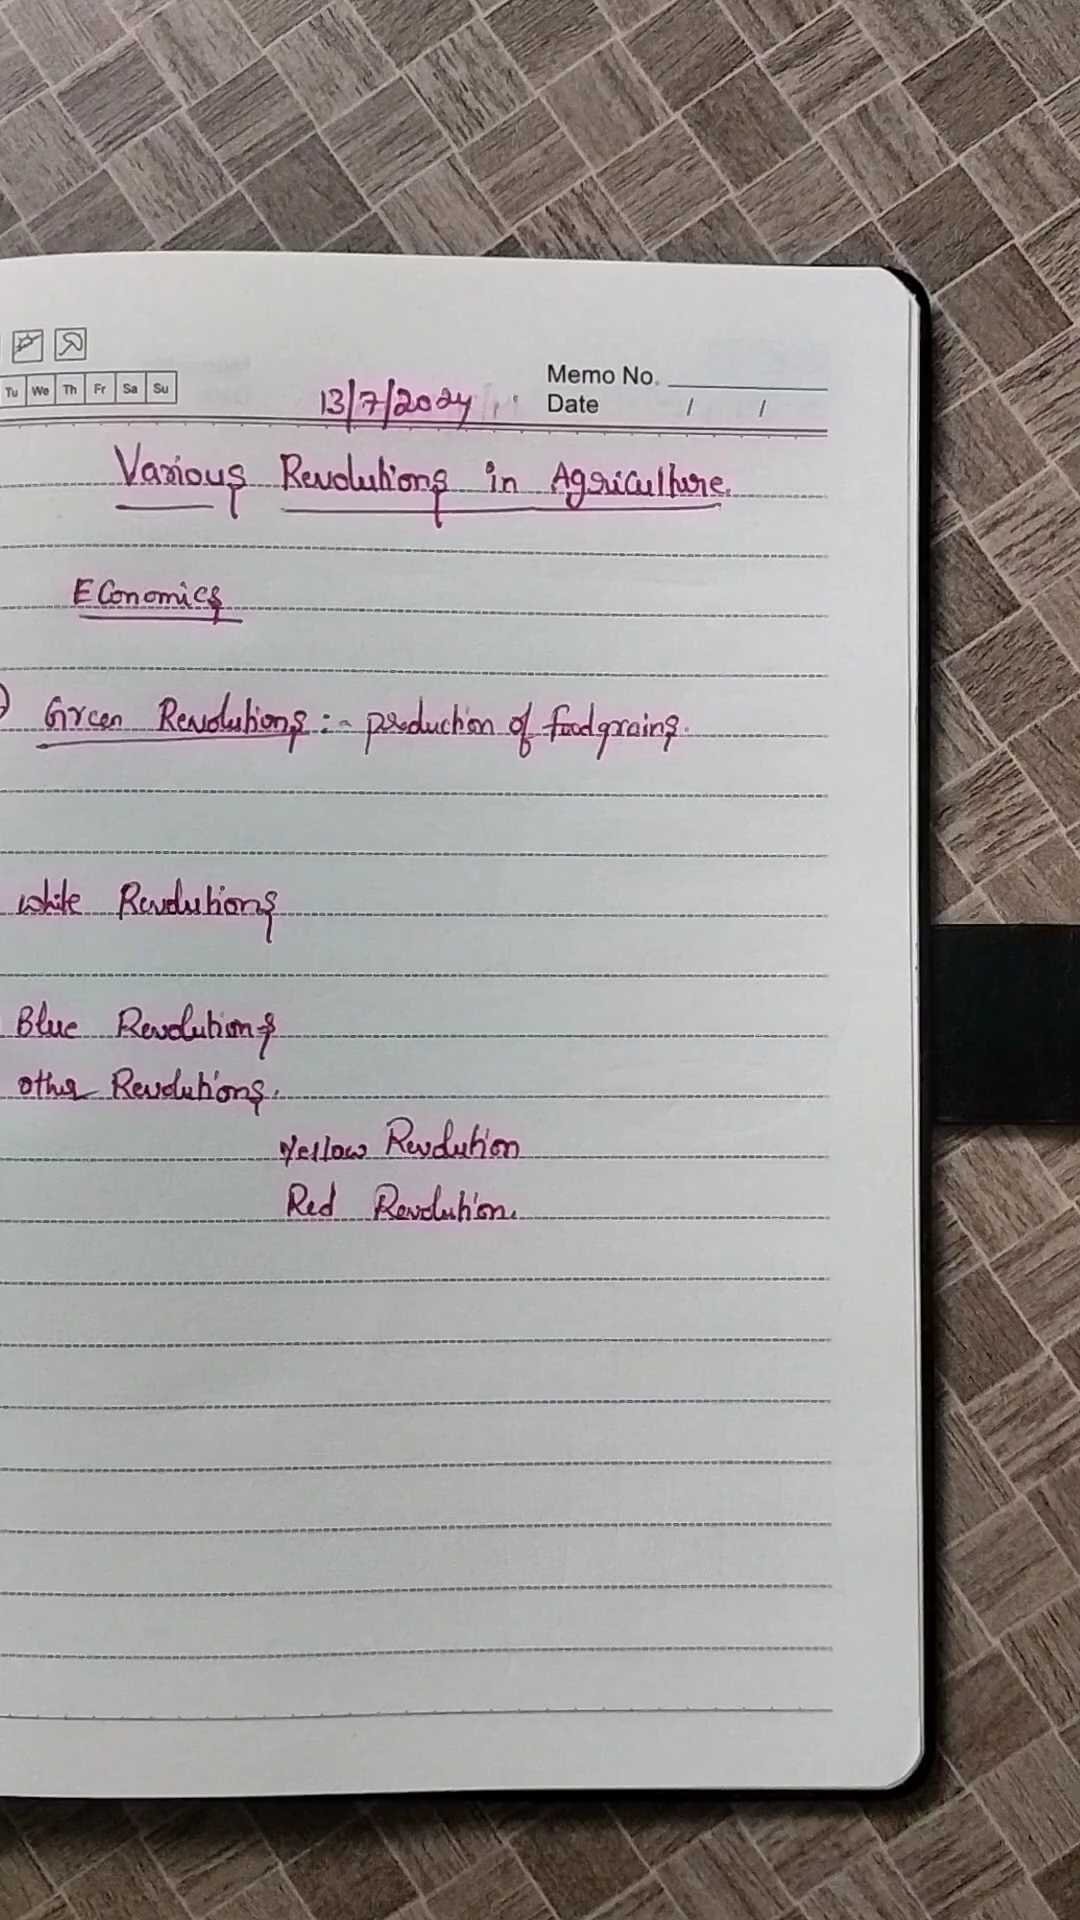 Tu We Th Fr Sa Su
Memo No.
13/7/2024
Date / /
Various Revolutions in Agriculture.
Economics
Green Revolutions :- production of foodgrains.
white Revolutions
Blue Revolutions
other Revolutions.
Yellow Revolution
Red Revolution.